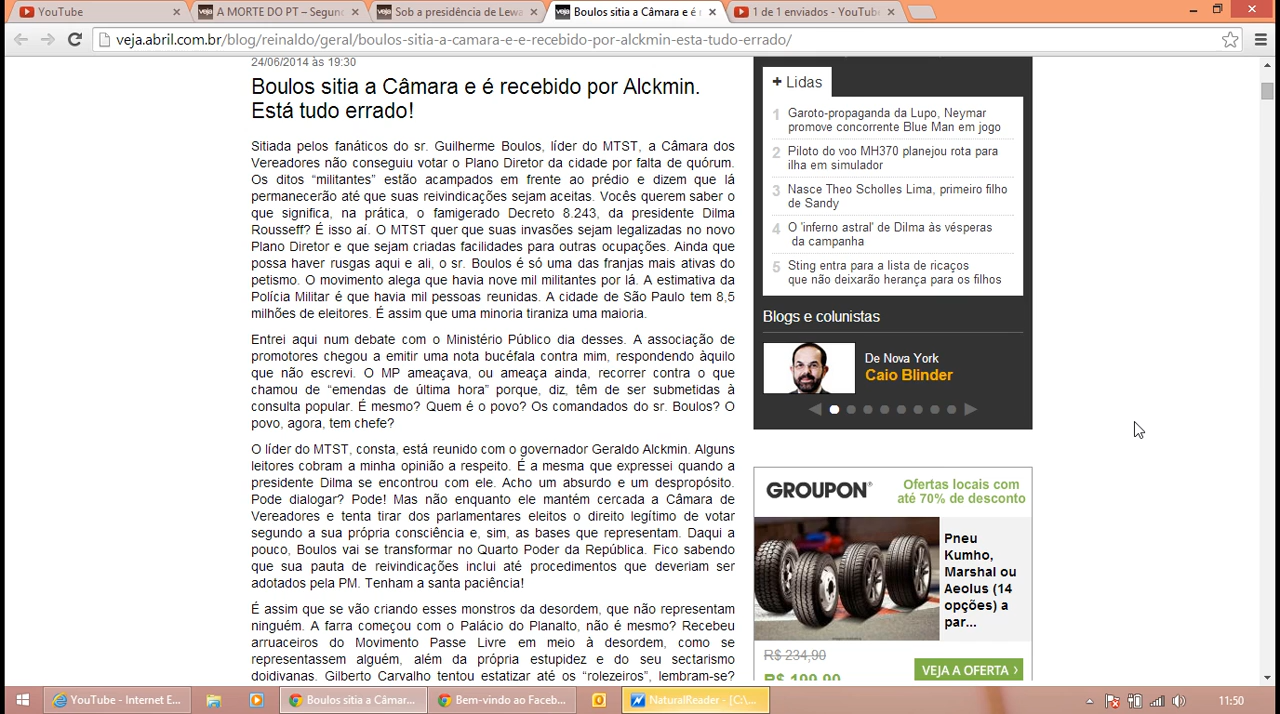 YouTube
A MORTE DO PT – Segund
Sob a presidência de Lewa
Boulos sitia a Câmara e é r
1 de 1 enviados - YouTube
veja.abril.com.br/blog/reinaldo/geral/boulos-sitia-a-camara-e-e-recebido-por-alckmin-esta-tudo-errado/
24/06/2014 às 19:30
Boulos sitia a Câmara e é recebido por Alckmin.
Está tudo errado!
Sitiada pelos fanáticos do sr. Guilherme Boulos, líder do MTST, a Câmara dos
Vereadores não conseguiu votar o Plano Diretor da cidade por falta de quórum.
Os ditos “militantes” estão acampados em frente ao prédio e dizem que lá
permanecerão até que suas reivindicações sejam aceitas. Vocês querem saber o
que significa, na prática, o famigerado Decreto 8.243, da presidente Dilma
Rousseff? É isso aí. O MTST quer que suas invasões sejam legalizadas no novo
Plano Diretor e que sejam criadas facilidades para outras ocupações. Ainda que
possa haver rusgas aqui e ali, o sr. Boulos é só uma das franjas mais ativas do
petismo. O movimento alega que havia nove mil militantes por lá. A estimativa da
Polícia Militar é que havia mil pessoas reunidas. A cidade de São Paulo tem 8,5
milhões de eleitores. É assim que uma minoria tiraniza uma maioria.
Entrei aqui num debate com o Ministério Público dia desses. A associação de
promotores chegou a emitir uma nota bucéfala contra mim, respondendo àquilo
que não escrevi. O MP ameaçava, ou ameaça ainda, recorrer contra o que
chamou de “emendas de última hora” porque, diz, têm de ser submetidas à
consulta popular. É mesmo? Quem é o povo? Os comandados do sr. Boulos? O
povo, agora, tem chefe?
O líder do MTST, consta, está reunido com o governador Geraldo Alckmin. Alguns
leitores cobram a minha opinião a respeito. É a mesma que expressei quando a
presidente Dilma se encontrou com ele. Acho um absurdo e um despropósito.
Pode dialogar? Pode! Mas não enquanto ele mantém cercada a Câmara de
Vereadores e tenta tirar dos parlamentares eleitos o direito legítimo de votar
segundo a sua própria consciência e, sim, as bases que representam. Daqui a
pouco, Boulos vai se transformar no Quarto Poder da República. Fico sabendo
que sua pauta de reivindicações inclui até procedimentos que deveriam ser
adotados pela PM. Tenham a santa paciência!
É assim que se vão criando esses monstros da desordem, que não representam
ninguém. A farra começou com o Palácio do Planalto, não é mesmo? Recebeu
arruaceiros do Movimento Passe Livre em meio à desordem, como se
representassem alguém, além da própria estupidez e do seu sectarismo
doidivanas. Gilberto Carvalho tentou estatizar até os “rolezeiros”, lembram-se?
+ Lidas
1 Garoto-propaganda da Lupo, Neymar
promove concorrente Blue Man em jogo
2 Piloto do voo MH370 planejou rota para
ilha em simulador
3 Nasce Theo Scholles Lima, primeiro filho
de Sandy
4 O 'inferno astral' de Dilma às vésperas
da campanha
5 Sting entra para a lista de ricaços
que não deixarão herança para os filhos
Blogs e colunistas
De Nova York
Caio Blinder
GROUPON®
Ofertas locais com
até 70% de desconto
Pneu
Kumho,
Marshal ou
Aeolus (14
opções) a
par...
R$ 234,90
R$ 199,90
VEJA A OFERTA ›
YouTube - Internet E...
Boulos sitia a Câmar...
Bem-vindo ao Faceb...
NaturalReader - [C:\...
11:50